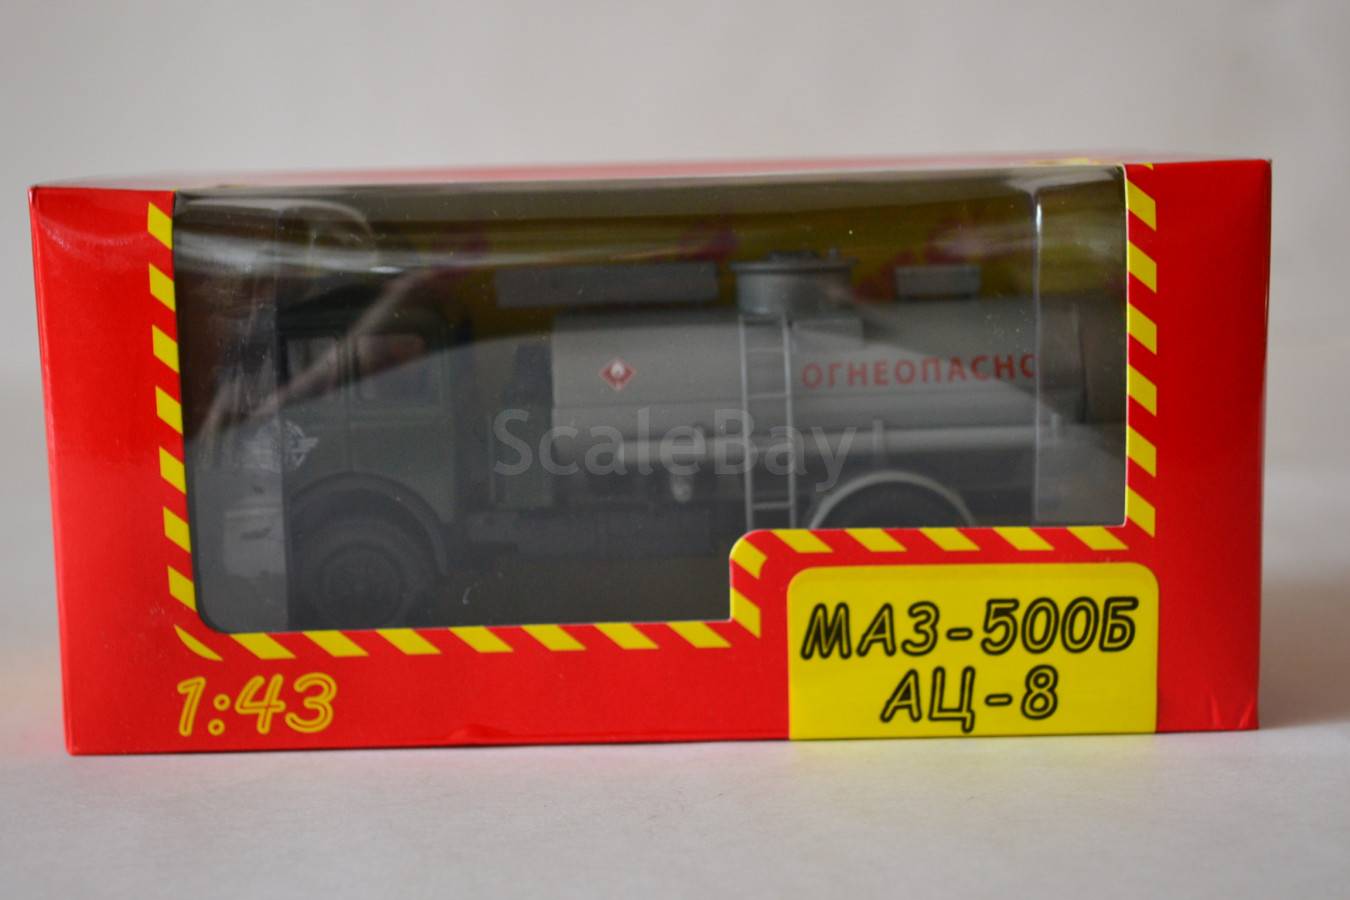 ОГНЕОПАСНО
ScaleBay
1:43
МАЗ-500Б
АЦ-8